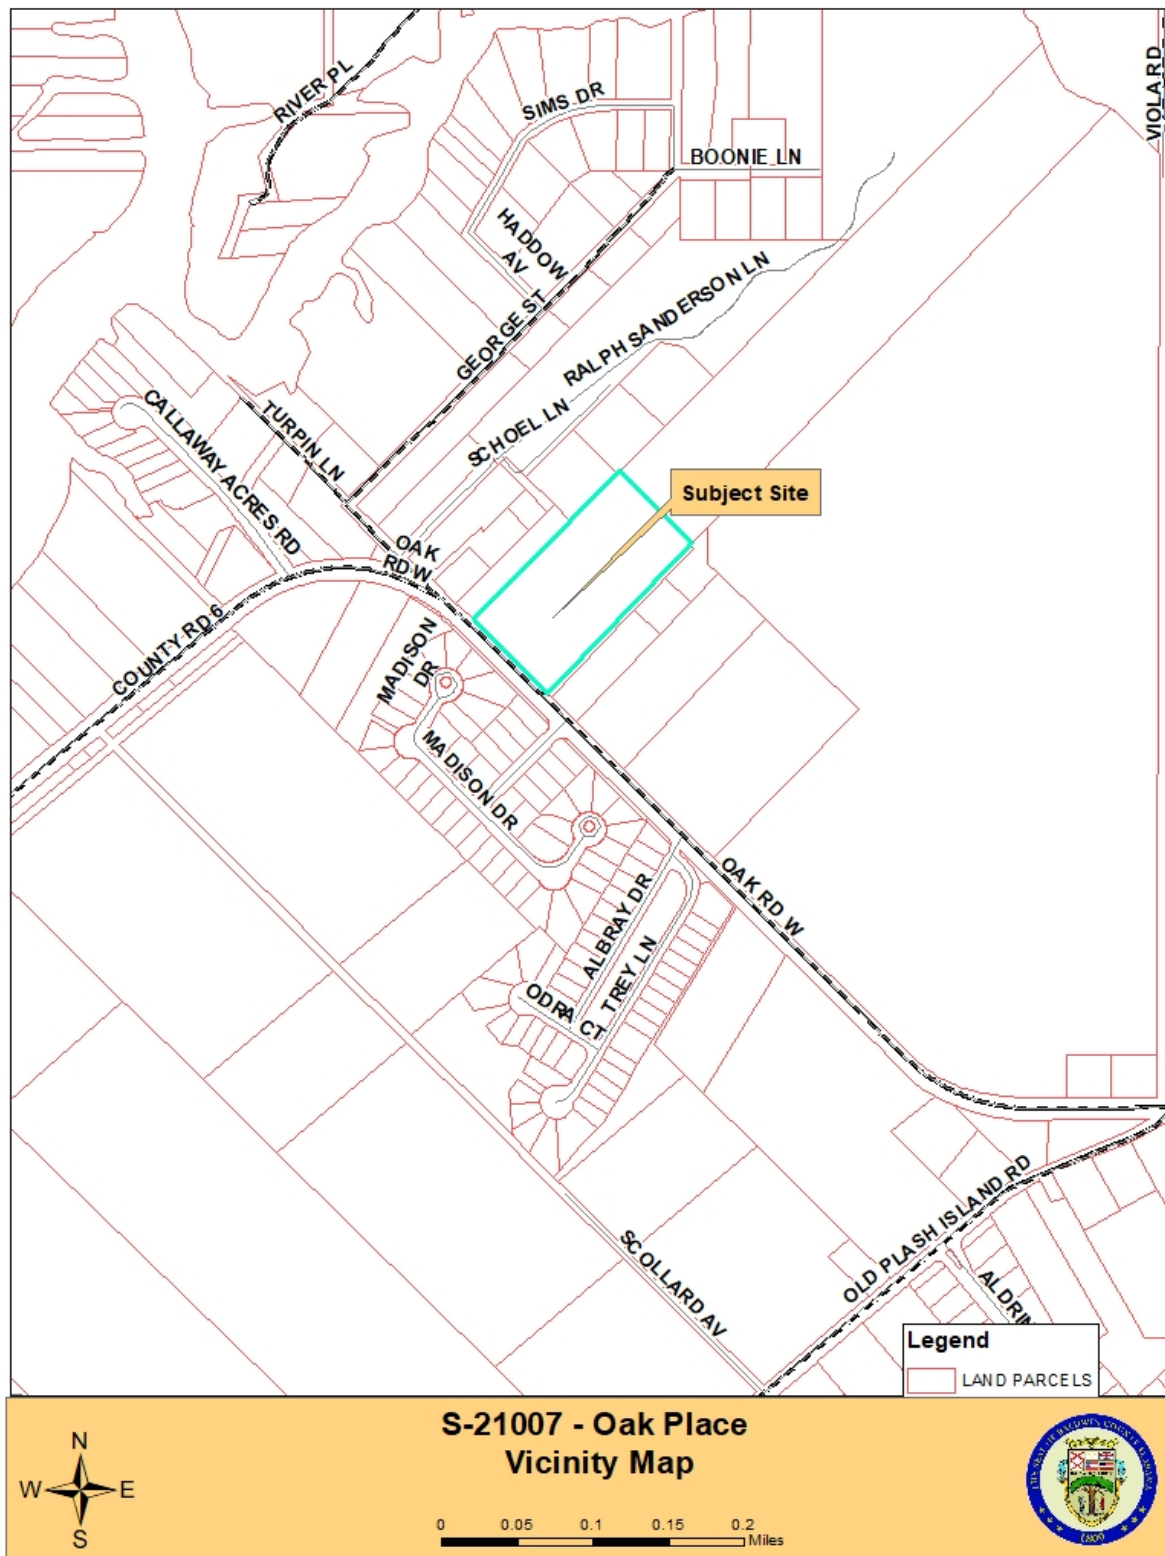 RIVER PL
VIOLA RD
SIMS DR
BOONIE LN
HADDOW
AV
RALPH SANDERSON LN
GEORGE ST
CALLAWAY ACRES RD
TURPIN LN
SCHOEL LN
Subject Site
OAK
RD W
COUNTY RD 6
MADISON
DR
MADISON DR
OAK RD W
ALBRAY DR
TREY LN
ODRA CT
SCOLLARD AV
OLD PLASH ISLAND RD
ALDRIN
Legend
LAND PARCELS
S-21007 - Oak Place
Vicinity Map
N
W E
S
0 0.05 0.1 0.15 0.2
Miles
1809